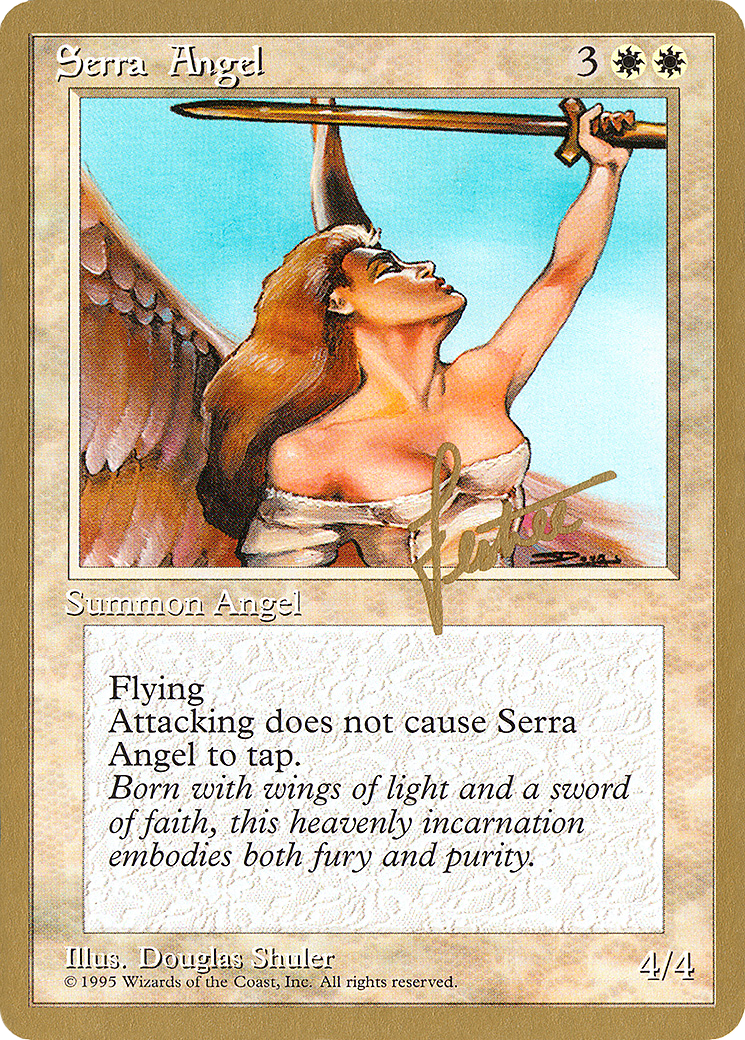 Serra Angel 3
Summon Angel
Flying
Attacking does not cause Serra
Angel to tap.
Born with wings of light and a sword
of faith, this heavenly incarnation
embodies both fury and purity.
Illus. Douglas Shuler
4/4
© 1995 Wizards of the Coast, Inc. All rights reserved.